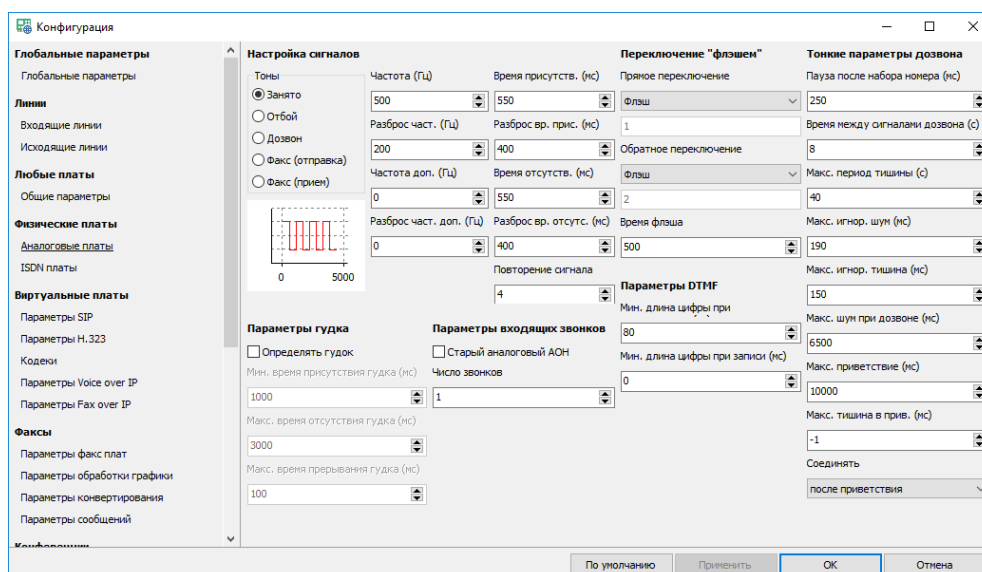 Конфигурация
Глобальные параметры
Глобальные параметры
Линии
Входящие линии
Исходящие линии
Любые платы
Общие параметры
Физические платы
Аналоговые платы
ISDN платы
Виртуальные платы
Параметры SIP
Параметры H.323
Кодеки
Параметры Voice over IP
Параметры Fax over IP
Факсы
Параметры факс плат
Параметры обработки графики
Параметры конвертирования
Параметры сообщений
Конференции
Настройка сигналов
Тоны
Занято
Отбой
Дозвон
Факс (отправка)
Факс (прием)
0 5000
Частота (Гц)
500
Разброс част. (Гц)
200
Частота доп. (Гц)
0
Разброс част. доп. (Гц)
0
Время присутств. (мс)
550
Разброс вр. прис. (мс)
400
Время отсутств. (мс)
550
Разброс вр. отсутс. (мс)
400
Повторение сигнала
4
Параметры гудка
Определять гудок
Мин. время присутствия гудка (мс)
1000
Макс. время отсутствия гудка (мс)
3000
Макс. время прерывания гудка (мс)
100
Параметры входящих звонков
Старый аналоговый АОН
Число звонков
1
Переключение "флэшем"
Прямое переключение
Флэш
1
Обратное переключение
Флэш
2
Время флэша
500
Параметры DTMF
Мин. длина цифры при
80
Мин. длина цифры при записи (мс)
0
Тонкие параметры дозвона
Пауза после набора номера (мс)
250
Время между сигналами дозвона (с)
8
Макс. период тишины (с)
40
Макс. игнор. шум (мс)
190
Макс. игнор. тишина (мс)
150
Макс. шум при дозвоне (мс)
6500
Макс. приветствие (мс)
10000
Макс. тишина в прив. (мс)
-1
Соединять
после приветствия
По умолчанию
Применить
OK
Отмена